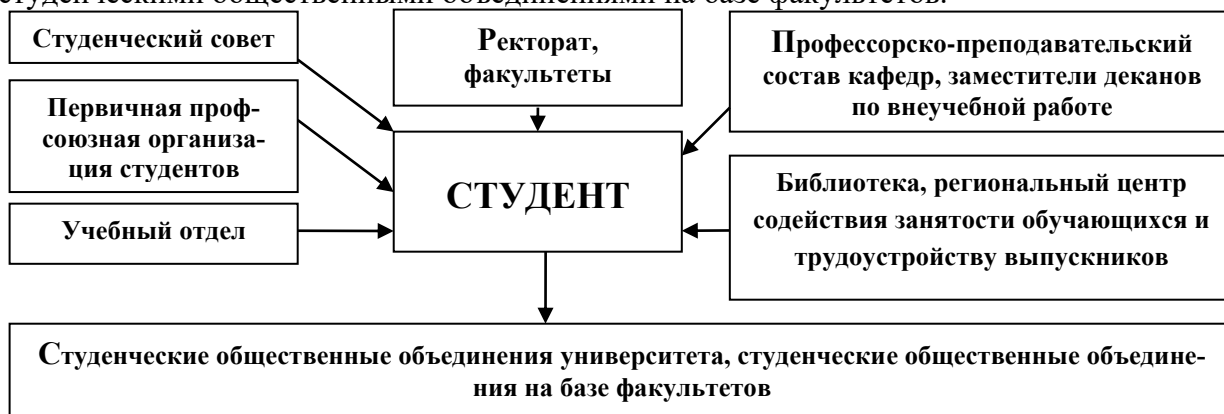 студенческими общественными объединениями на базе факультетов.
Студенческий совет
Ректорат,
факультеты
Профессорско-преподавательский
состав кафедр, заместители деканов
по внеучебной работе
Первичная проф-
союзная организа-
ция студентов
СТУДЕНТ
Библиотека, региональный центр
содействия занятости обучающихся и
трудоустройству выпускников
Учебный отдел
Студенческие общественные объединения университета, студенческие общественные объедине-
ния на базе факультетов